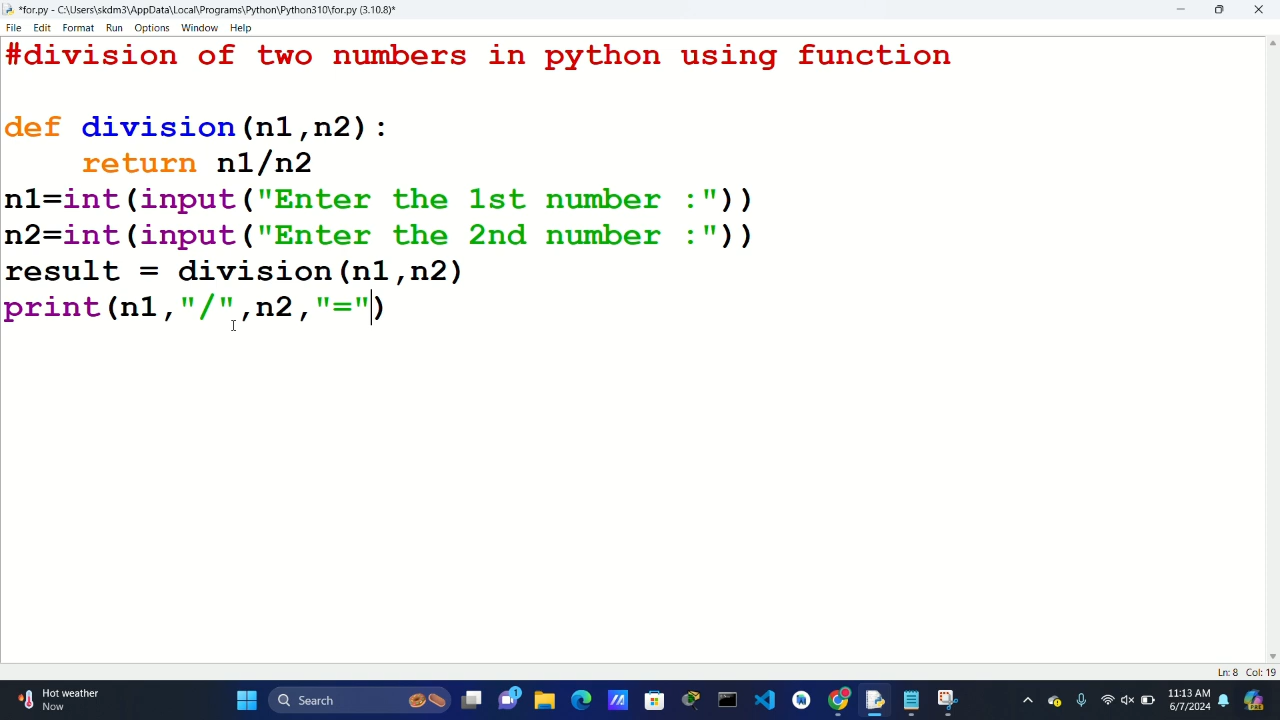 *for.py - C:\Users\skdm3\AppData\Local\Programs\Python\Python310\for.py (3.10.8)*
File Edit Format Run Options Window Help
#division of two numbers in python using function
def division(n1,n2):
    return n1/n2
n1=int(input("Enter the 1st number :"))
n2=int(input("Enter the 2nd number :"))
result = division(n1,n2)
print(n1,"/",n2,"=")
Ln: 8 Col: 19
Hot weather
Now
Search
1
11:13 AM
6/7/2024